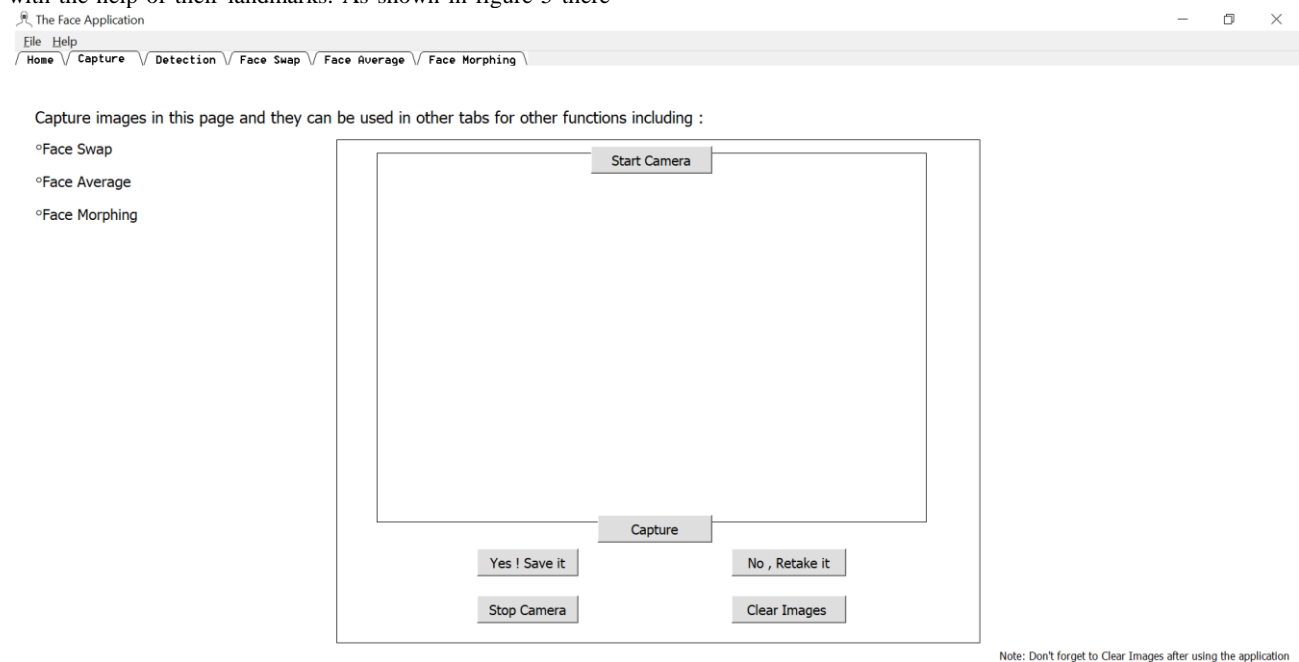 with the help of their landmarks. As shown in figure 3 there
The Face Application
File Help
Home Capture Detection Face Swap Face Average Face Morphing
Capture images in this page and they can be used in other tabs for other functions including :
°Face Swap
Start Camera
°Face Average
°Face Morphing
Capture
Yes ! Save it No , Retake it
Stop Camera Clear Images
Note: Don't forget to Clear Images after using the application